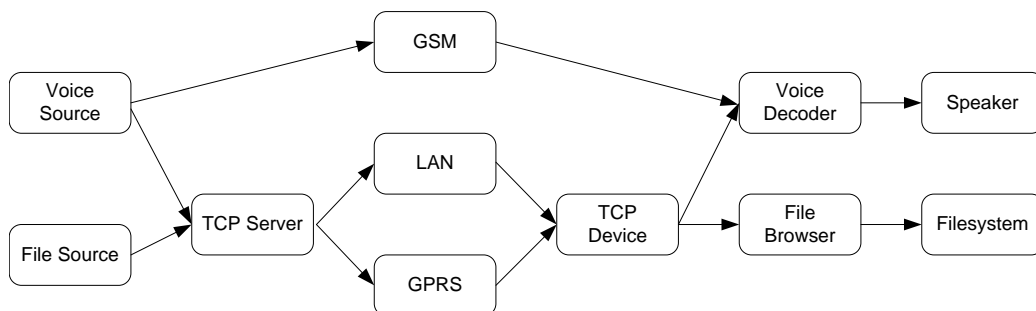 GSM
Voice
Source
Voice
Decoder
Speaker
LAN
TCP Server
TCP
Device
File
Browser
Filesystem
File Source
GPRS